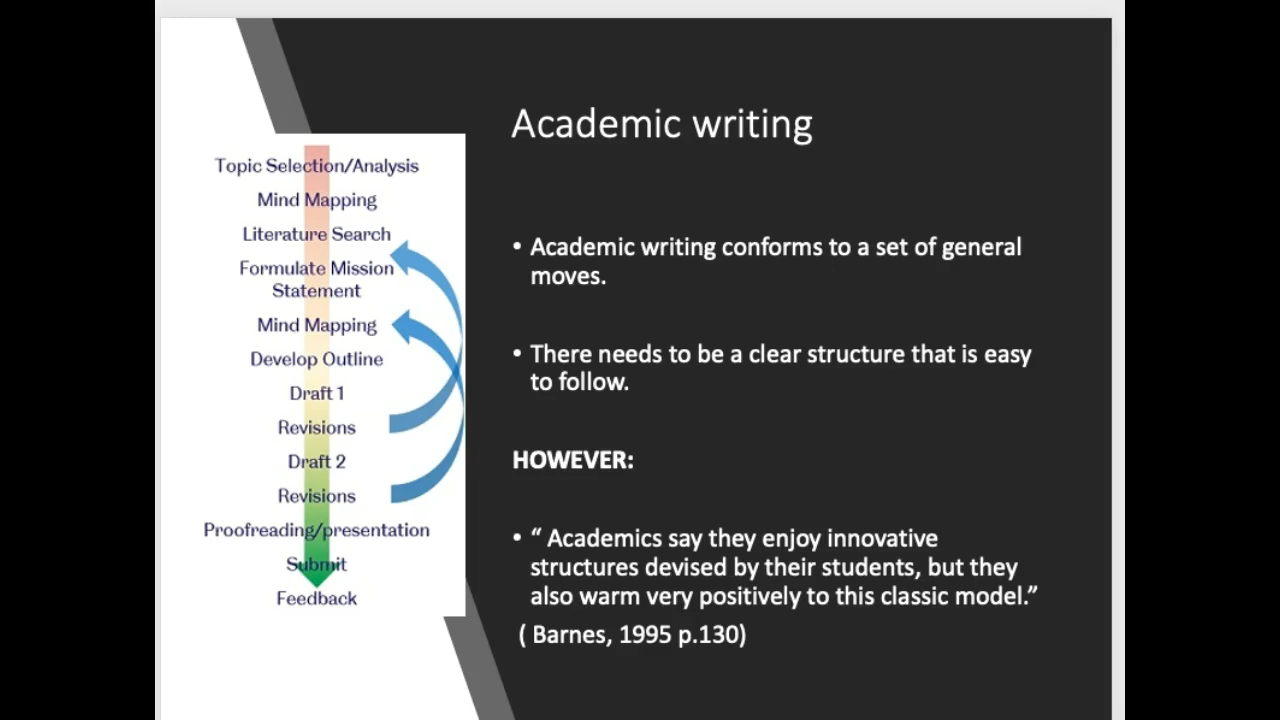 Academic writing
Topic Selection/Analysis
Mind Mapping
Literature Search
Formulate Mission
Statement
Mind Mapping
Develop Outline
Draft 1
Revisions
Draft 2
Revisions
Proofreading/presentation
Submit
Feedback
• Academic writing conforms to a set of general
moves.
• There needs to be a clear structure that is easy
to follow.
HOWEVER:
• “ Academics say they enjoy innovative
structures devised by their students, but they
also warm very positively to this classic model.”
( Barnes, 1995 p.130)